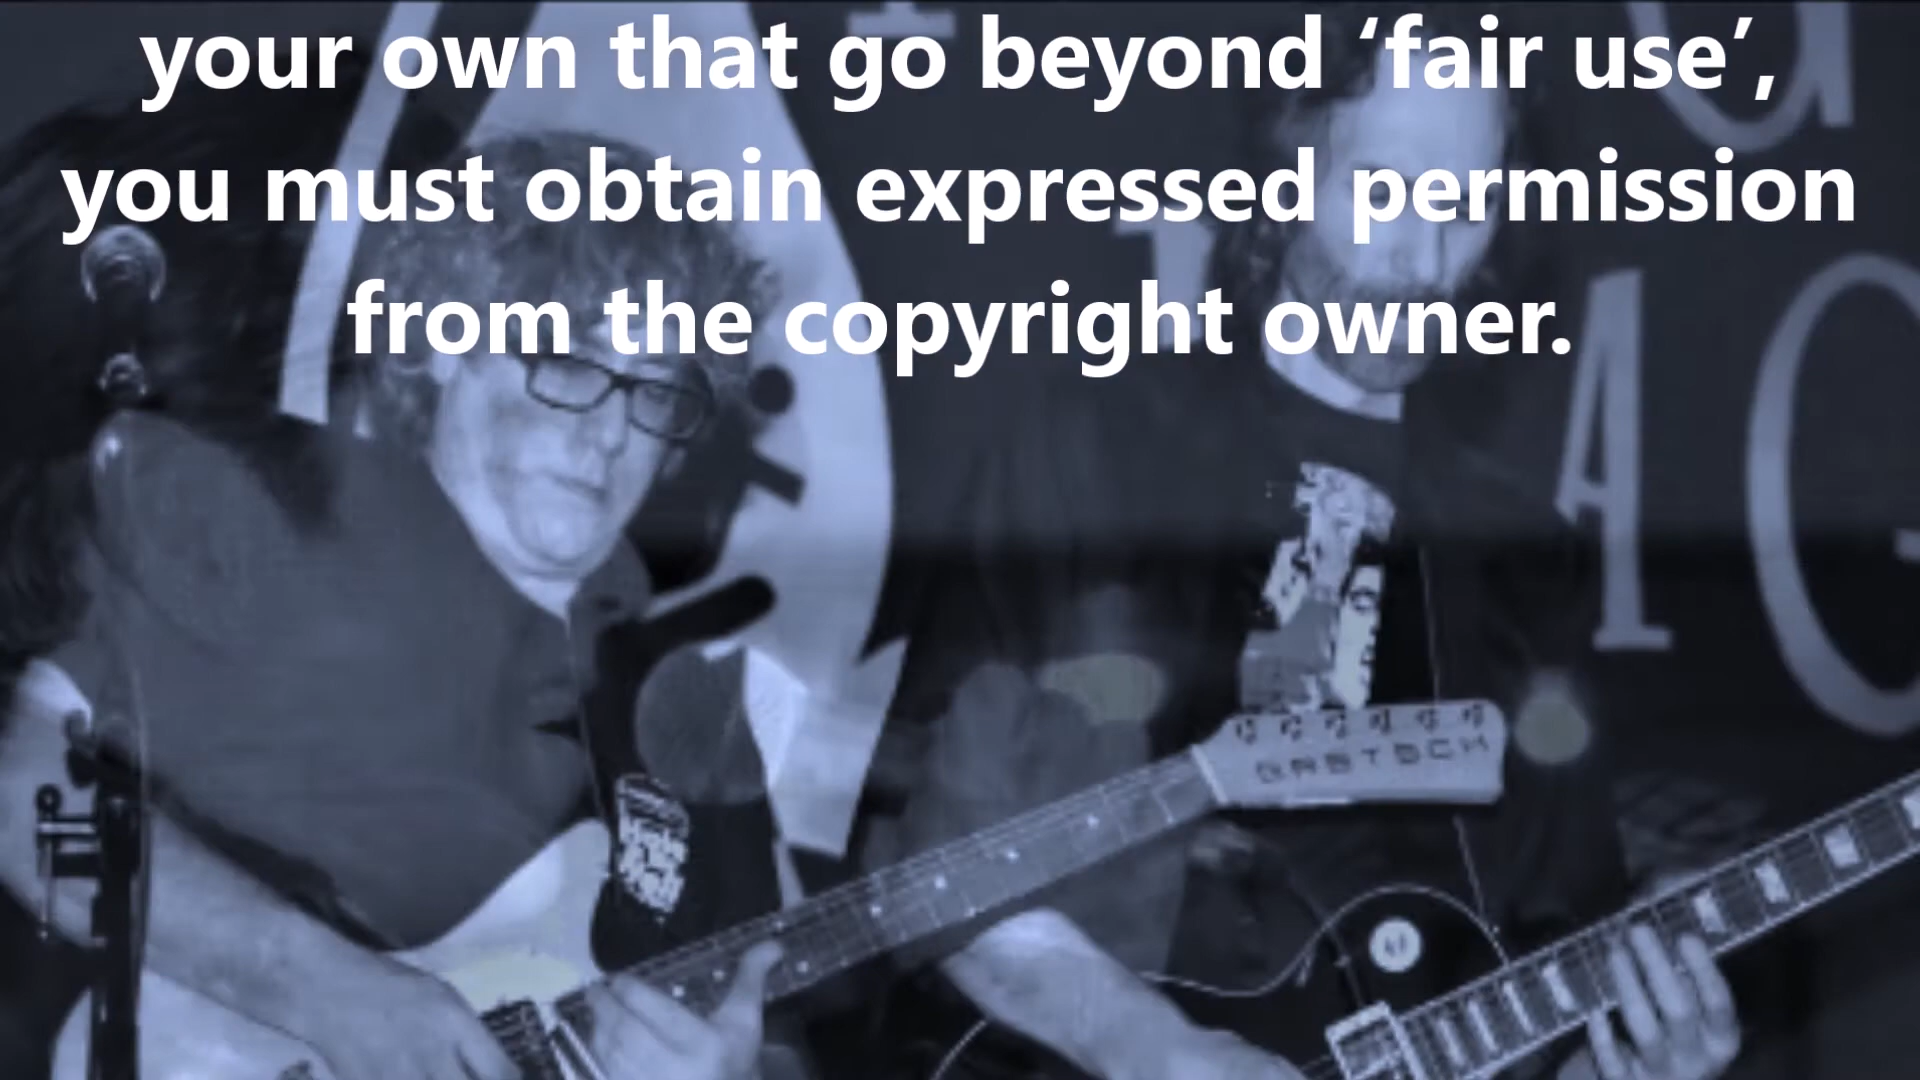 your own that go beyond ‘fair use’,
you must obtain expressed permission
from the copyright owner.